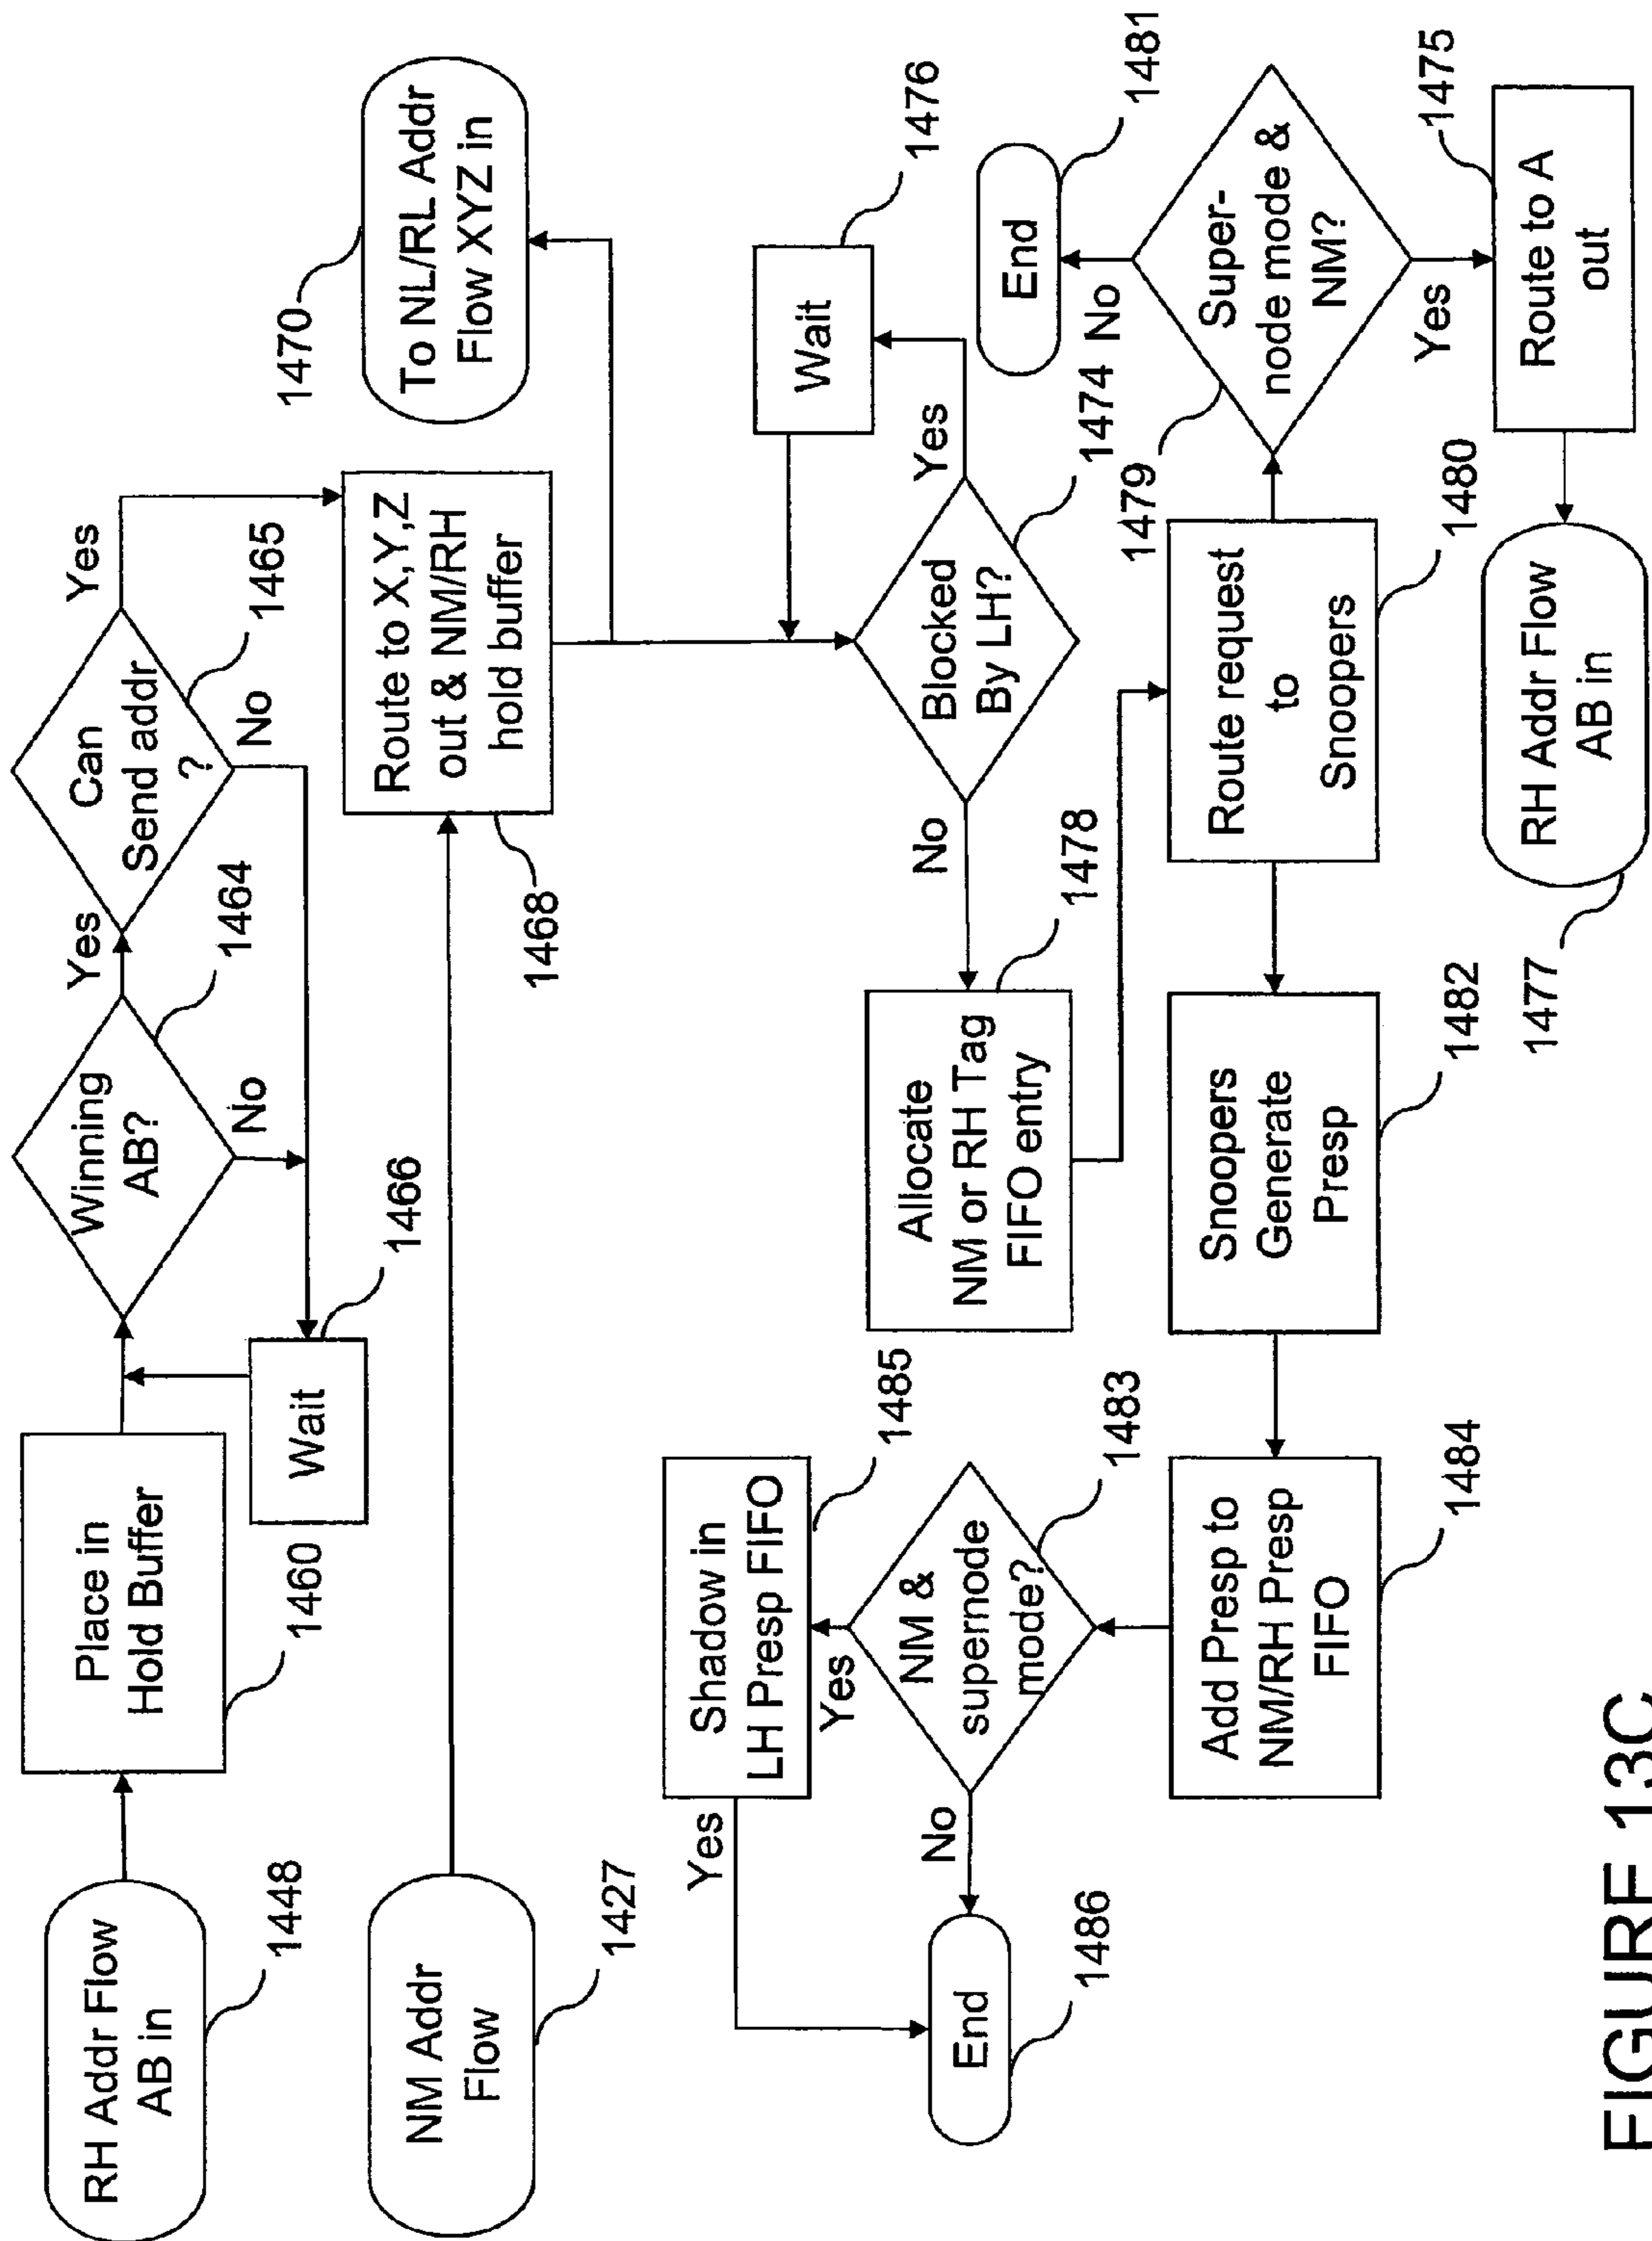 RH Addr Flow
AB in
1448
Place in
Hold Buffer
1460
Wait
1466
Winning
AB?
1464
Yes
No
Can
Send addr
?
1465
Yes
No
NM Addr
Flow
1427
Route to X,Y,Z
out & NM/RH
hold buffer
1468
To NL/RL Addr
Flow XYZ in
1470
Wait
1476
Blocked
By LH?
1474
Yes
No
Allocate
NM or RH Tag
FIFO entry
1478
Route request
to
Snoopers
1480
Super-
node mode &
NM?
1479
No
End
1481
Yes
Route to A
out
1475
RH Addr Flow
AB in
1477
Snoopers
Generate
Presp
1482
Add Presp to
NM/RH Presp
FIFO
1484
NM &
supernode
mode?
1483
Yes
Shadow in
LH Presp FIFO
1485
Yes
No
End
1486
FIGURE 13C